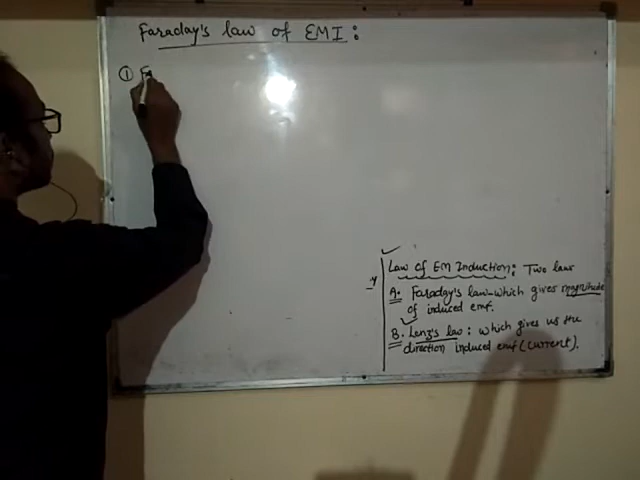 Faraday's law of EMI :
① F
Law of EM Induction : Two laws
A. Faraday's law - which gives magnitude
of induced emf.
B. Lenz's law : which gives us the
direction induced emf (current).